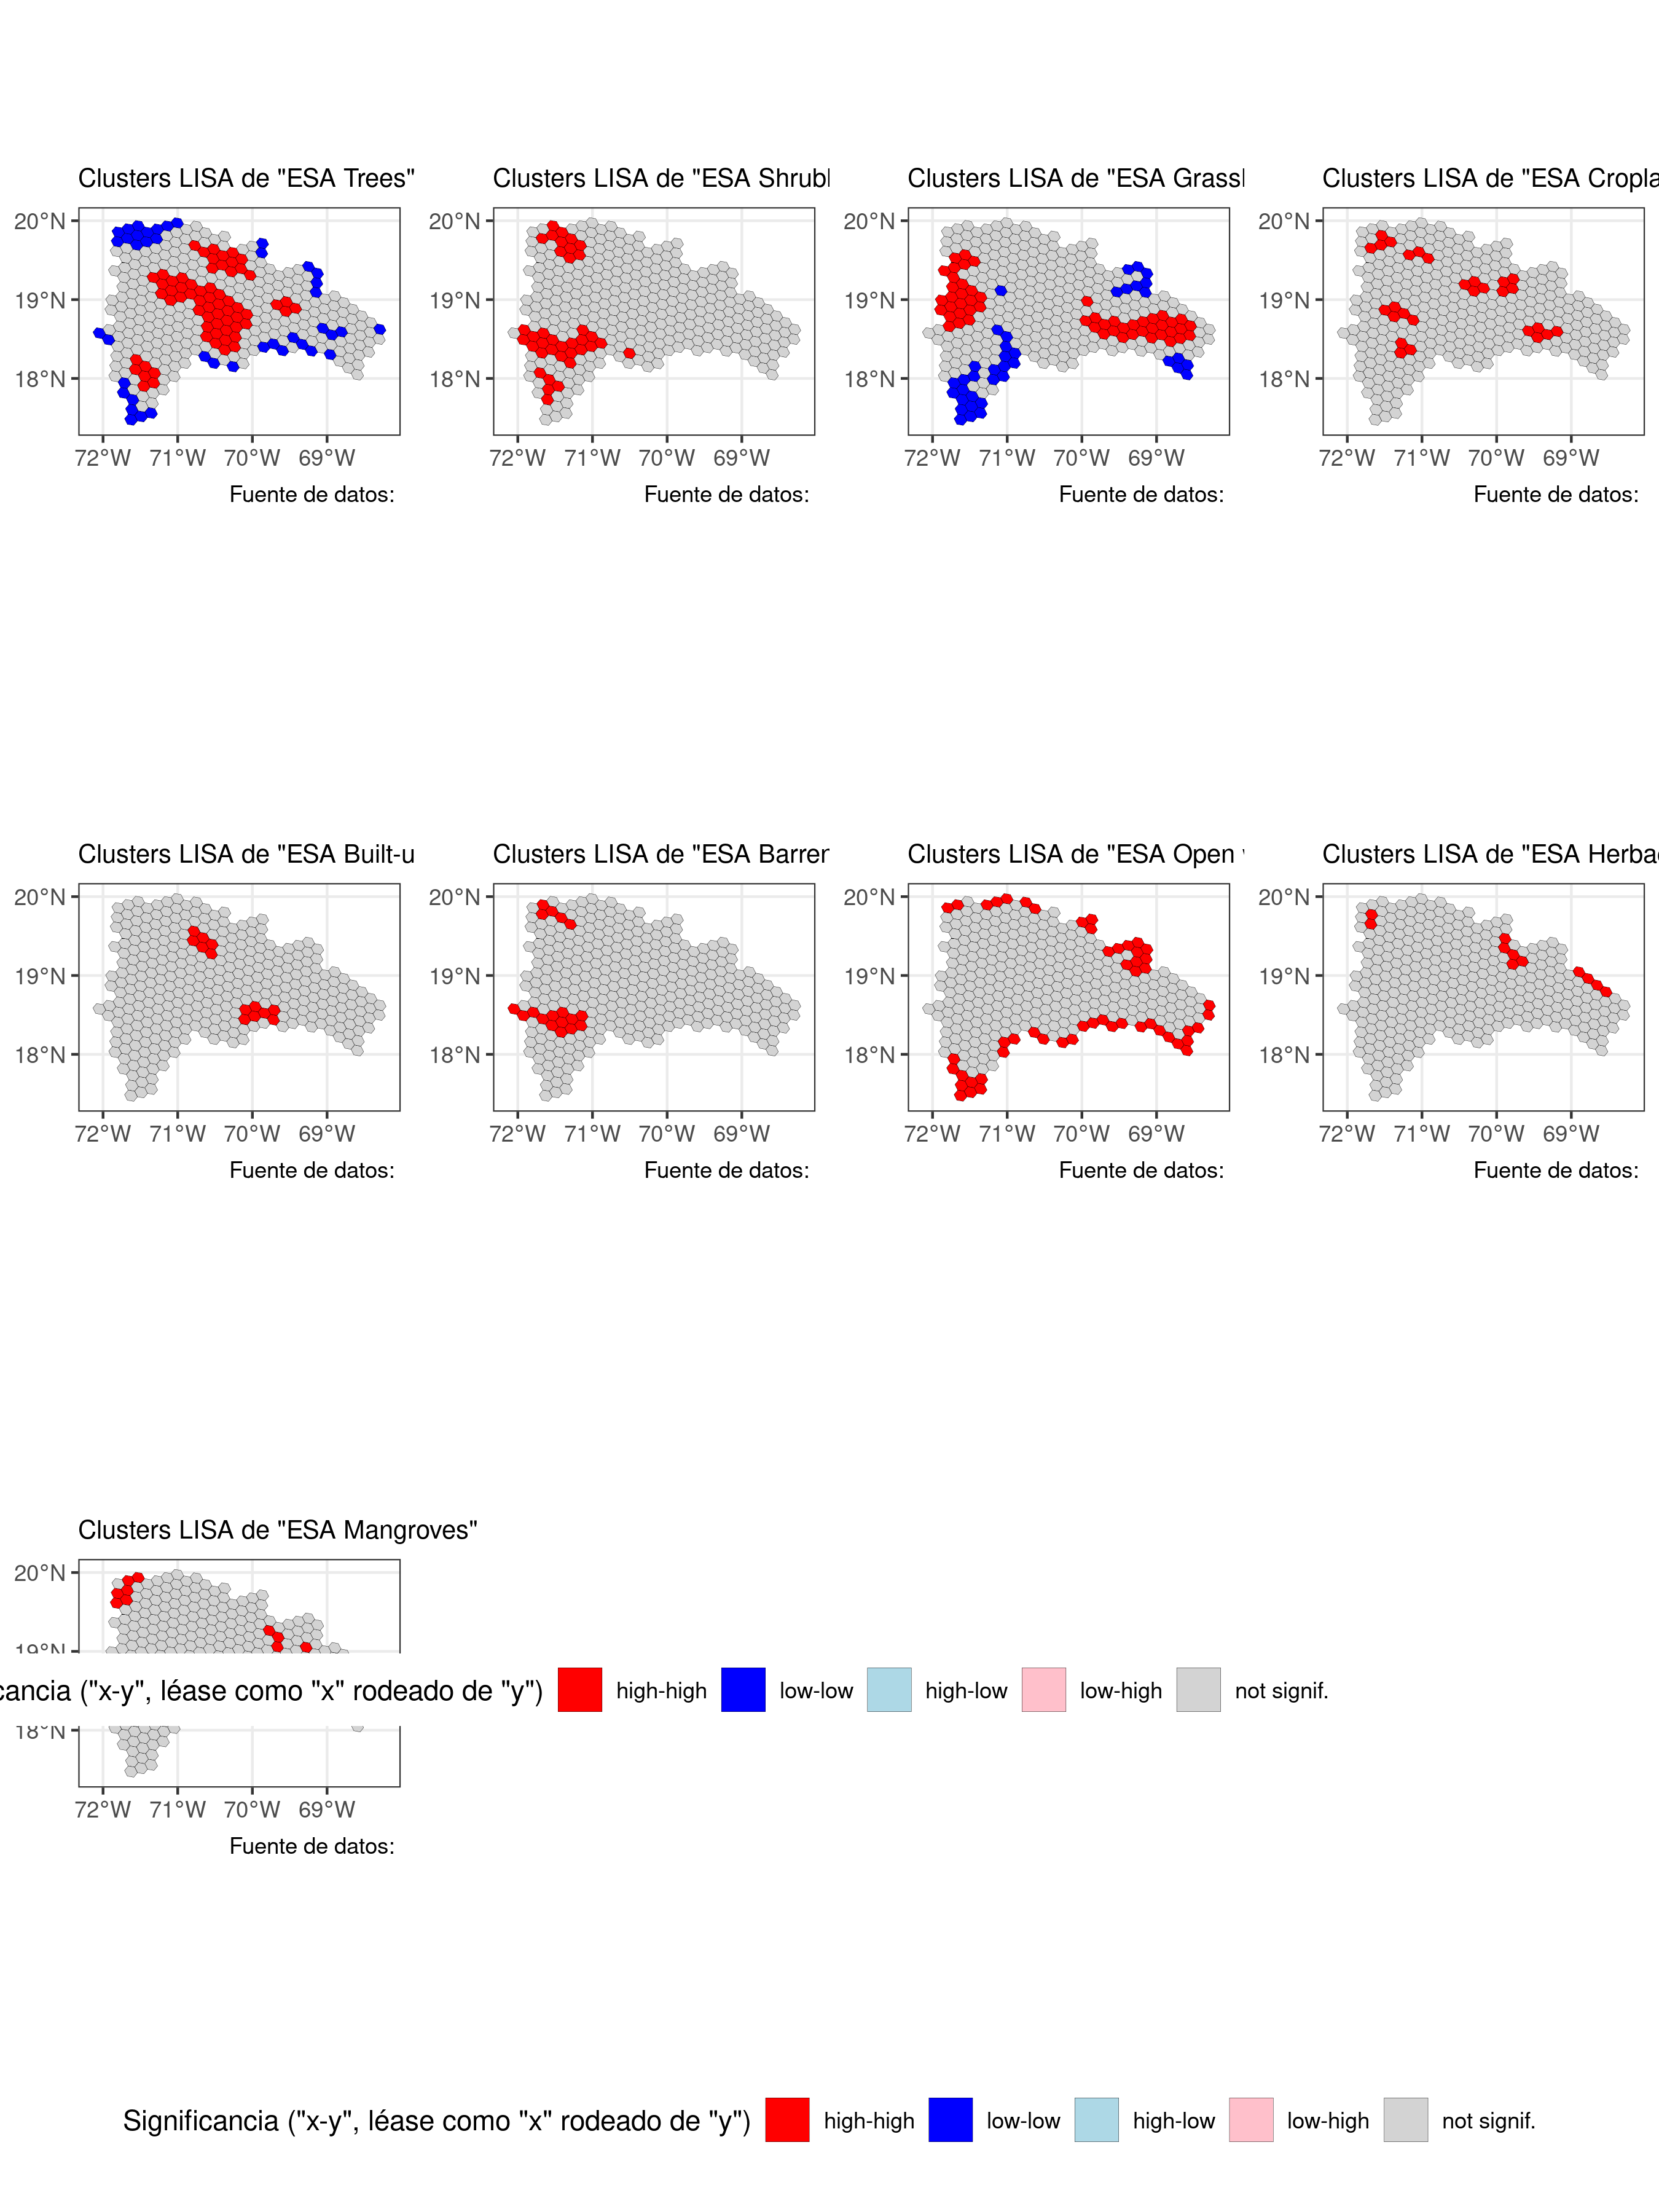 Clusters LISA de "ESA Trees"
Clusters LISA de "ESA Shrubl
Clusters LISA de "ESA Grassl
Clusters LISA de "ESA Cropla
20°N
19°N
18°N
72°W 71°W 70°W 69°W
Fuente de datos:
20°N
19°N
18°N
72°W 71°W 70°W 69°W
Fuente de datos:
20°N
19°N
18°N
72°W 71°W 70°W 69°W
Fuente de datos:
20°N
19°N
18°N
72°W 71°W 70°W 69°W
Fuente de datos:
Clusters LISA de "ESA Built-u
Clusters LISA de "ESA Barren
Clusters LISA de "ESA Open
Clusters LISA de "ESA Herba
20°N
19°N
18°N
72°W 71°W 70°W 69°W
Fuente de datos:
20°N
19°N
18°N
72°W 71°W 70°W 69°W
Fuente de datos:
20°N
19°N
18°N
72°W 71°W 70°W 69°W
Fuente de datos:
20°N
19°N
18°N
72°W 71°W 70°W 69°W
Fuente de datos:
Clusters LISA de "ESA Mangroves"
20°N
19°N
cancia ("x-y", léase como "x" rodeado de "y") high-high low-low high-low low-high not signif.
18°N
72°W 71°W 70°W 69°W
Fuente de datos:
Significancia ("x-y", léase como "x" rodeado de "y") high-high low-low high-low low-high not signif.